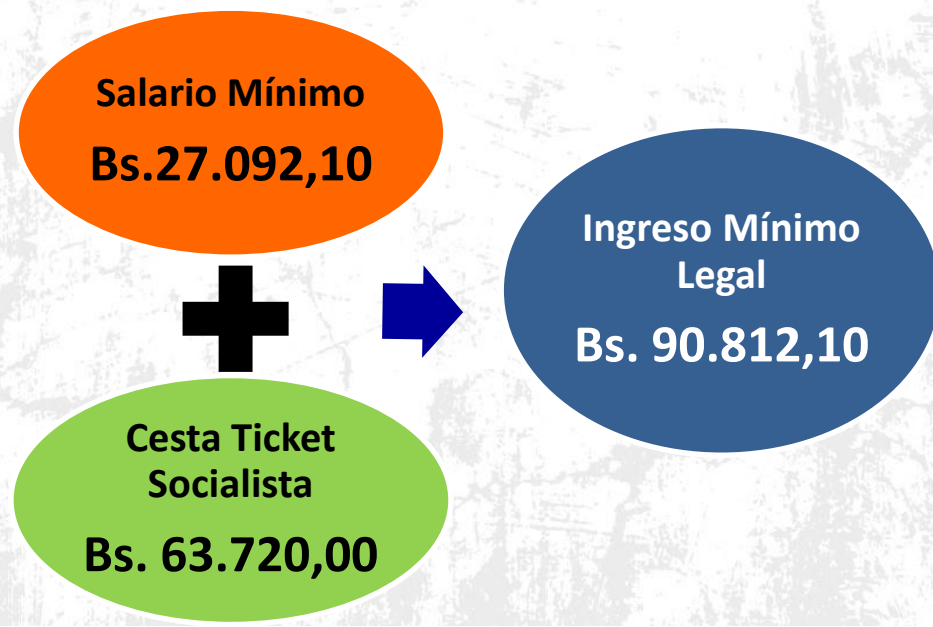 Salario Mínimo
Bs.27.092,10
Cesta Ticket
Socialista
Bs. 63.720,00
Ingreso Mínimo
Legal
Bs. 90.812,10